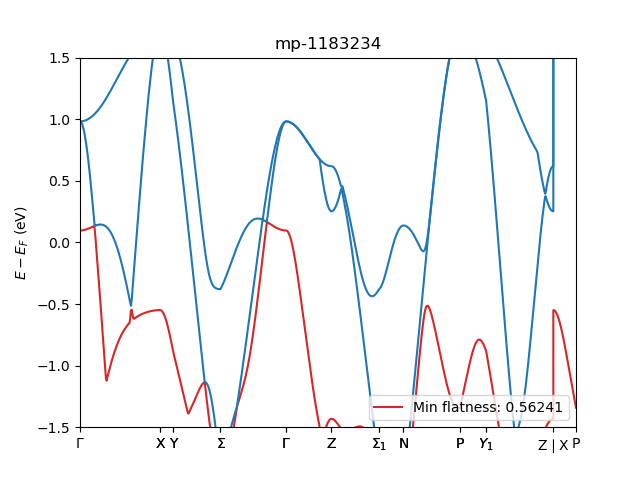 mp-1183234
E − E_F (eV)
1.5
1.0
0.5
0.0
−0.5
−1.0
−1.5
Min flatness: 0.56241
Γ X Y Σ Γ Z Σ₁ N P Y₁ Z | X P